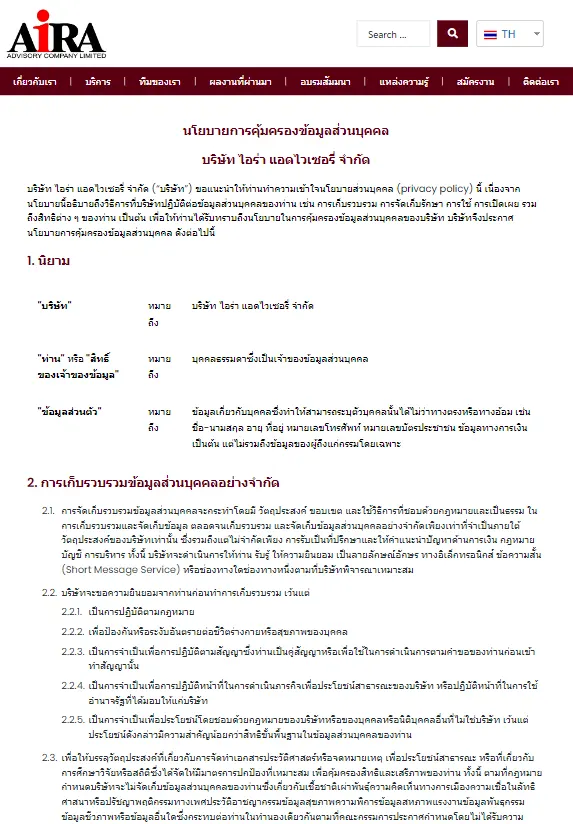 AiRA
ADVISORY COMPANY LIMITED
Search ...
TH
เกี่ยวกับเรา | บริการ | ทีมของเรา | ผลงานที่ผ่านมา | อบรมสัมมนา | แหล่งความรู้ | สมัครงาน | ติดต่อเรา
นโยบายการคุ้มครองข้อมูลส่วนบุคคล
บริษัท ไอร่า แอดไวเซอรี่ จำกัด
บริษัท ไอร่า แอดไวเซอรี่ จำกัด ("บริษัท") ขอแนะนำให้ท่านทำความเข้าใจนโยบายส่วนบุคคล (privacy policy) นี้ เนื่องจาก
นโยบายนี้อธิบายถึงวิธีการที่บริษัทปฏิบัติต่อข้อมูลส่วนบุคคลของท่าน เช่น การเก็บรวบรวม การจัดเก็บรักษา การใช้ การเปิดเผย รวม
ถึงสิทธิต่าง ๆ ของท่าน เป็นต้น เพื่อให้ท่านได้รับทราบถึงนโยบายในการคุ้มครองข้อมูลส่วนบุคคลของบริษัท บริษัทจึงประกาศ
นโยบายการคุ้มครองข้อมูลส่วนบุคคล ดังต่อไปนี้
1. นิยาม
"บริษัท" หมาย บริษัท ไอร่า แอดไวเซอรี่ จำกัด
ถึง
"ท่าน" หรือ "สิทธิ์ หมาย บุคคลธรรมดาซึ่งเป็นเจ้าของข้อมูลส่วนบุคคล
ของเจ้าของข้อมูล" ถึง
"ข้อมูลส่วนตัว" หมาย ข้อมูลเกี่ยวกับบุคคลซึ่งทำให้สามารถระบุตัวบุคคลนั้นได้ไม่ว่าทางตรงหรือทางอ้อม เช่น
ถึง ชื่อ-นามสกุล อายุ ที่อยู่ หมายเลขโทรศัพท์ หมายเลขบัตรประชาชน ข้อมูลทางการเงิน
เป็นต้น แต่ไม่รวมถึงข้อมูลของผู้ถึงแก่กรรมโดยเฉพาะ
2. การเก็บรวบรวมข้อมูลส่วนบุคคลอย่างจำกัด
2.1. การจัดเก็บรวบรวมข้อมูลส่วนบุคคลจะกระทำโดยมี วัตถุประสงค์ ขอบเขต และใช้วิธีการที่ชอบด้วยกฎหมายและเป็นธรรม ใน
การเก็บรวบรวมและจัดเก็บข้อมูล ตลอดจนเก็บรวบรวม และจัดเก็บข้อมูลส่วนบุคคลอย่างจำกัดเพียงเท่าที่จำเป็นภายใต้
วัตถุประสงค์ของบริษัทเท่านั้น ซึ่งรวมถึงแต่ไม่จำกัดเพียง การรับเป็นที่ปรึกษาและให้คำแนะนำปัญหาด้านการเงิน กฎหมาย
บัญชี การบริหาร ทั้งนี้ บริษัทจะดำเนินการให้ท่าน รับรู้ ให้ความยินยอม เป็นลายลักษณ์อักษร ทางอิเล็กทรอนิกส์ ข้อความสั้น
(Short Message Service) หรือช่องทางใดช่องทางหนึ่งตามที่บริษัทพิจารณาเหมาะสม
2.2. บริษัทจะขอความยินยอมจากท่านก่อนทำการเก็บรวบรวม เว้นแต่
2.2.1. เป็นการปฏิบัติตามกฎหมาย
2.2.2. เพื่อป้องกันหรือระงับอันตรายต่อชีวิตร่างกายหรือสุขภาพของบุคคล
2.2.3. เป็นการจำเป็นเพื่อการปฏิบัติตามสัญญาซึ่งท่านเป็นคู่สัญญาหรือเพื่อใช้ในการดำเนินการตามคำขอของท่านก่อนเข้า
ทำสัญญานั้น
2.2.4. เป็นการจำเป็นเพื่อการปฏิบัติหน้าที่ในการดำเนินภารกิจเพื่อประโยชน์สาธารณะของบริษัท หรือปฏิบัติหน้าที่ในการใช้
อำนาจรัฐที่ได้มอบให้แก่บริษัท
2.2.5. เป็นการจำเป็นเพื่อประโยชน์โดยชอบด้วยกฎหมายของบริษัทหรือของบุคคลหรือนิติบุคคลอื่นที่ไม่ใช่บริษัท เว้นแต่
ประโยชน์ดังกล่าวมีความสำคัญน้อยกว่าสิทธิขั้นพื้นฐานในข้อมูลส่วนบุคคลของท่าน
2.3. เพื่อให้บรรลุวัตถุประสงค์ที่เกี่ยวกับการจัดทำเอกสารประวัติศาสตร์หรือจดหมายเหตุ เพื่อประโยชน์สาธารณะ หรือที่เกี่ยวกับ
การศึกษาวิจัยหรือสถิติซึ่งได้จัดให้มีมาตรการปกป้องที่เหมาะสม เพื่อคุ้มครองสิทธิและเสรีภาพของท่าน ทั้งนี้ ตามที่กฎหมาย
กำหนดบริษัทจะไม่จัดเก็บข้อมูลส่วนบุคคลของท่านซึ่งเกี่ยวกับเชื้อชาติเผ่าพันธุ์ความคิดเห็นทางการเมืองความเชื่อในลัทธิ
ศาสนาหรือปรัชญาพฤติกรรมทางเพศประวัติอาชญากรรมข้อมูลสุขภาพความพิการข้อมูลสหภาพแรงงานข้อมูลพันธุกรรม
ข้อมูลชีวภาพหรือข้อมูลอื่นใดซึ่งกระทบต่อท่านในทำนองเดียวกันตามที่คณะกรรมการประกาศกำหนดโดยไม่ได้รับความ